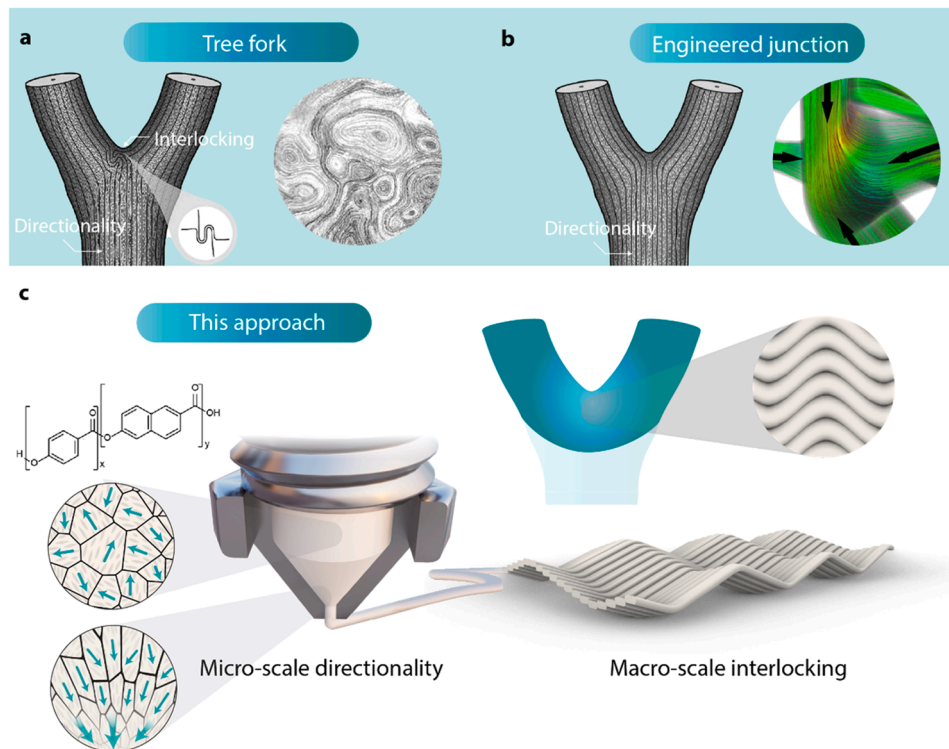 a
Tree fork
Interlocking
Directionality
b
Engineered junction
Directionality
c
This approach
H
O
x
O
O
O
OH
y
Micro-scale directionality
Macro-scale interlocking